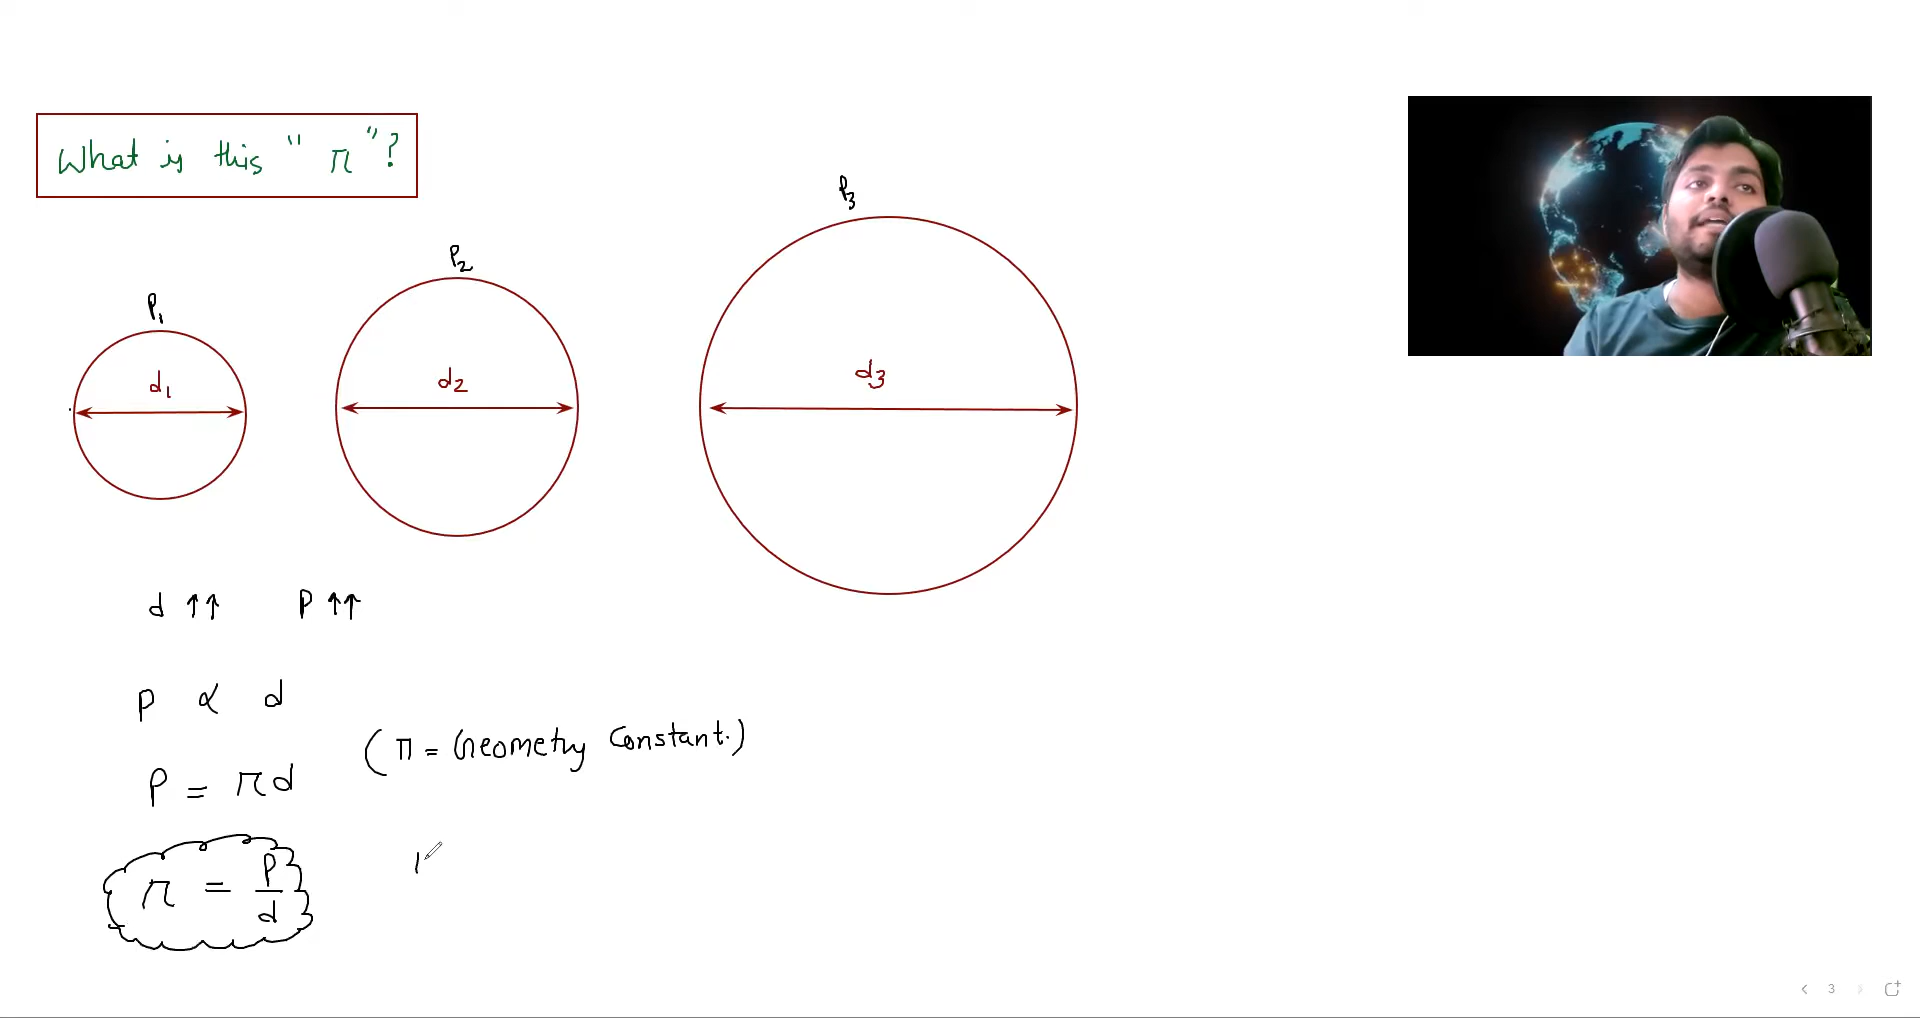 What is this " π "?
P₁
P₂
P₃
d₁
d₂
d₃
d ↑↑ P ↑↑
P ∝ d
(π = Geometry Constant.)
P = πd
π = P/d
3